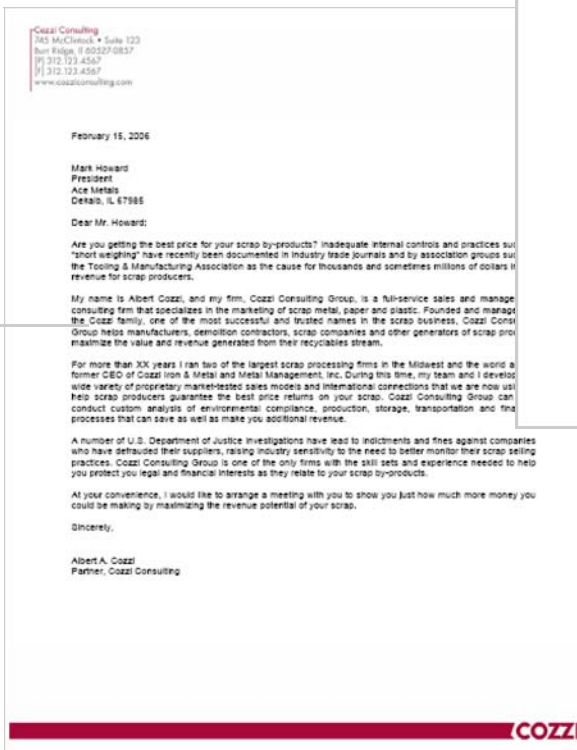 Cozzi Consulting
745 McClintock • Suite 123
Burr Ridge, Il 60527-0857
[P] 312.123.4567
[F] 312.123.4567
www.cozziconsulting.com
February 15, 2006
Mark Howard
President
Ace Metals
Dekalb, IL 67985
Dear Mr. Howard:
Are you getting the best price for your scrap by-products? Inadequate internal controls and practices
"short weighing" have recently been documented in industry trade journals and by association groups
the Tooling & Manufacturing Association as the cause for thousands and sometimes millions of dollars
revenue for scrap producers.
My name is Albert Cozzi, and my firm, Cozzi Consulting Group, is a full-service sales and
consulting firm that specializes in the marketing of scrap metal, paper and plastic. Founded and
the Cozzi family, one of the most successful and trusted names in the scrap business, Cozzi
Group helps manufacturers, demolition contractors, scrap companies and other generators of scrap
maximize the value and revenue generated from their recyclables stream.
For more than XX years I ran two of the largest scrap processing firms in the Midwest and the world
former CEO of Cozzi Iron & Metal and Metal Management, Inc. During this time, my team and I
wide variety of proprietary market-tested sales models and international connections that we are now
help scrap producers guarantee the best price returns on your scrap. Cozzi Consulting Group can
conduct custom analysis of environmental compliance, production, storage, transportation and
processes that can save as well as make you additional revenue.
A number of U.S. Department of Justice investigations have lead to indictments and fines against companies
who have defrauded their suppliers, raising industry sensitivity to the need to better monitor their scrap selling
practices. Cozzi Consulting Group is one of the only firms with the skill sets and experience needed to help
you protect you legal and financial interests as they relate to your scrap by-products.
At your convenience, I would like to arrange a meeting with you to show you just how much more money you
could be making by maximizing the revenue potential of your scrap.
Sincerely,
Albert A. Cozzi
Partner, Cozzi Consulting
COZZI